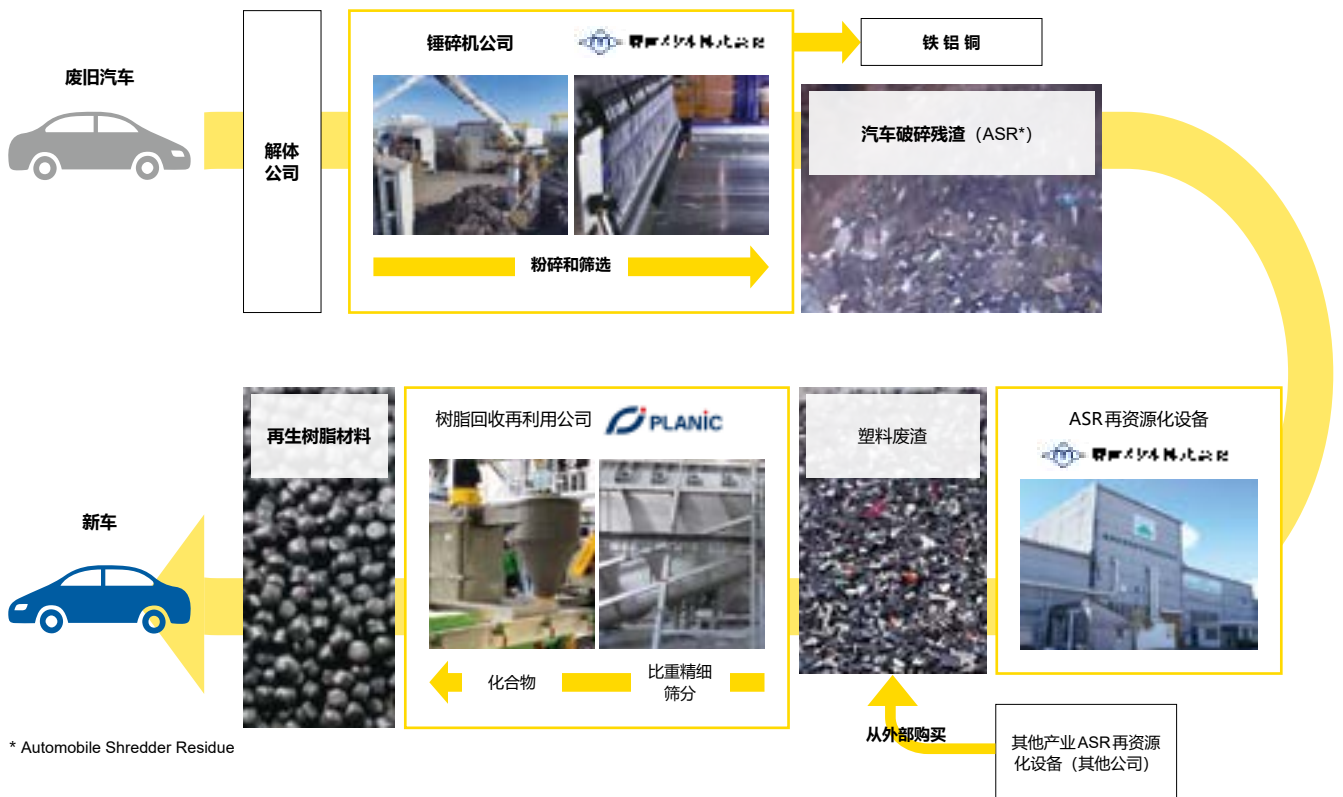 废旧汽车
解体
公司
锤碎机公司
铁 铝 铜
汽车破碎残渣（ASR*）
粉碎和筛选
新车
再生树脂材料
树脂回收再利用公司
PLANIC
塑料废渣
ASR再资源化设备
化合物
比重精细
筛分
从外部购买
其他产业ASR再资源
化设备（其他公司）
* Automobile Shredder Residue